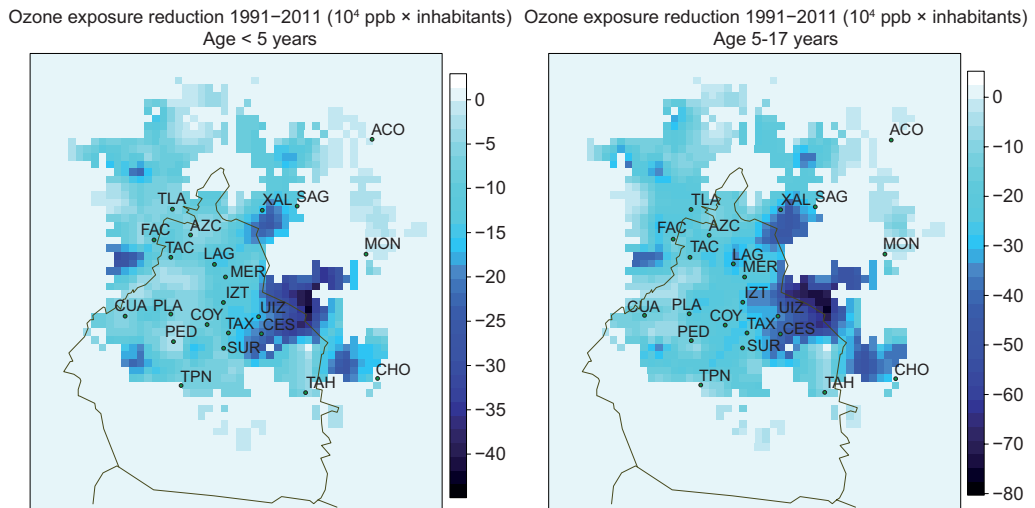 Ozone exposure reduction 1991−2011 (10⁴ ppb × inhabitants)
Age < 5 years
0
−5
−10
−15
−20
−25
−30
−35
−40
ACO
TLA
XAL
SAG
FAC
AZC
TAC
LAG
MON
MER
IZT
CUA
PLA
UIZ
COY
TAX
CES
PED
SUR
TPN
TAH
CHO
Ozone exposure reduction 1991−2011 (10⁴ ppb × inhabitants)
Age 5-17 years
0
−10
−20
−30
−40
−50
−60
−70
−80
ACO
TLA
XAL
SAG
FAC
AZC
TAC
LAG
MON
MER
IZT
CUA
PLA
UIZ
COY
TAX
CES
PED
SUR
TPN
TAH
CHO